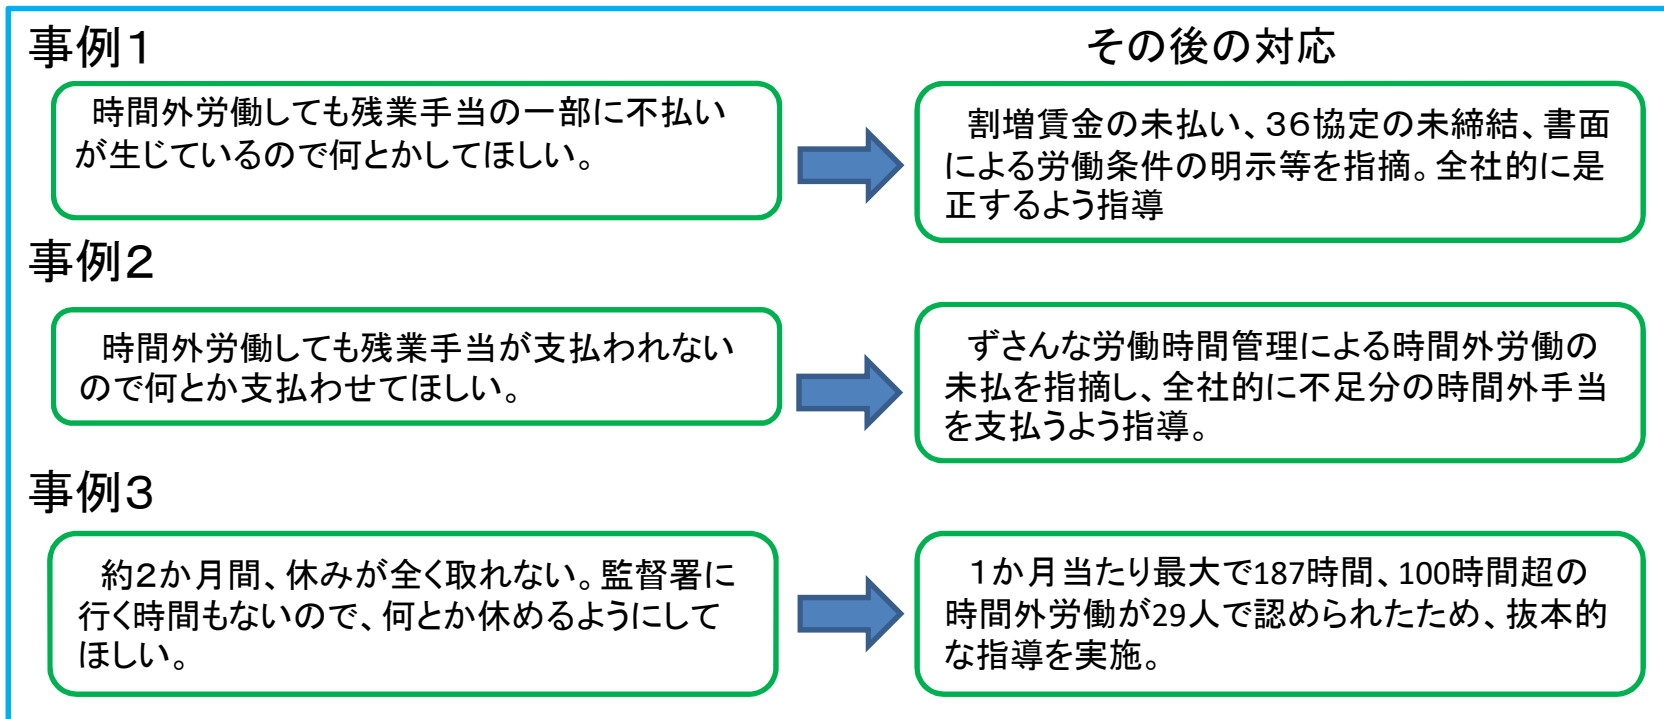 事例1
その後の対応
時間外労働しても残業手当の一部に不払い
が生じているので何とかしてほしい。
割増賃金の未払い、36協定の未締結、書面
による労働条件の明示等を指摘。全社的に是
正するよう指導
事例2
時間外労働しても残業手当が支払われない
ので何とか支払わせてほしい。
ずさんな労働時間管理による時間外労働の
未払を指摘し、全社的に不足分の時間外手当
を支払うよう指導。
事例3
約2か月間、休みが全く取れない。監督署に
行く時間もないので、何とか休めるようにして
ほしい。
1か月当たり最大で187時間、100時間超の
時間外労働が29人で認められたため、抜本的
な指導を実施。